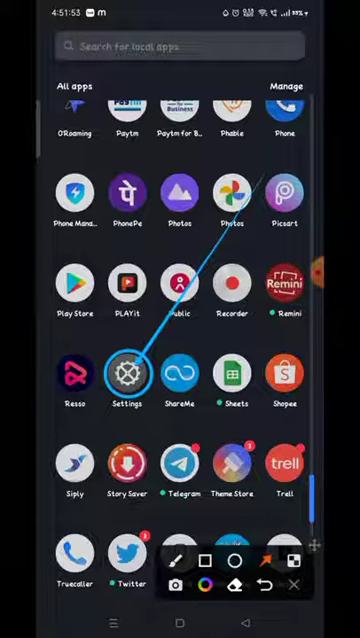 4:51:53
33%
Search for local apps
All apps Manage
ORoaming Paytm Paytm for B... Phable Phone
Phone Mana... PhonePe Photos Photos Picsart
Play Store PLAYit Public Recorder Remini
Resso Settings ShareMe Sheets Shopee
Siply Story Saver Telegram Theme Store Trell
Truecaller Twitter